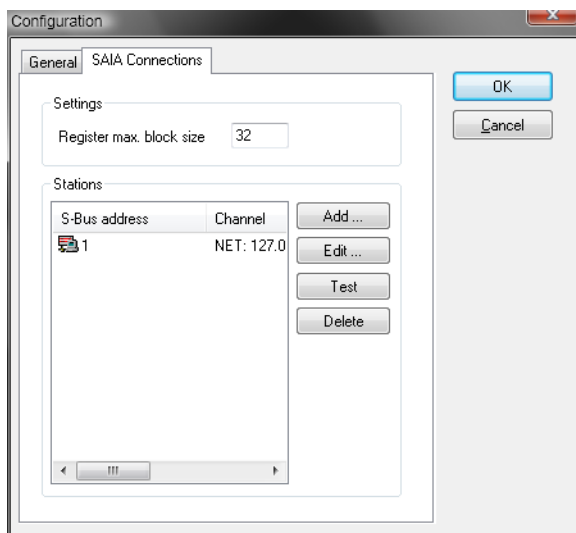 Configuration
General
SAIA Connections
OK
Cancel
Settings
Register max. block size
32
Stations
S-Bus address
Channel
1
NET: 127.0
Add ...
Edit ...
Test
Delete